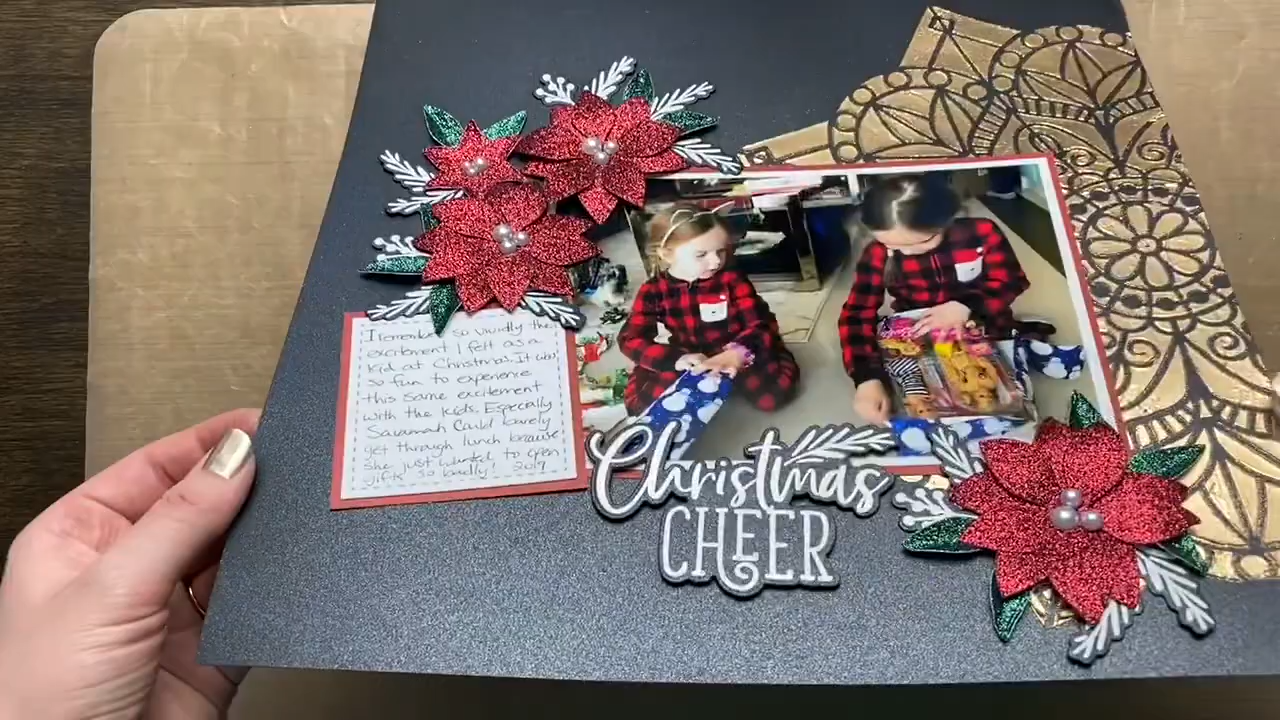 I remember so vividly the
excitement I felt as a
kid at Christmas. It was
so fun to experience
this same excitement
with the kids. Especially
Savannah could barely
get through lunch because
she just wanted to open
gifts so badly! 2017
Christmas
CHEER